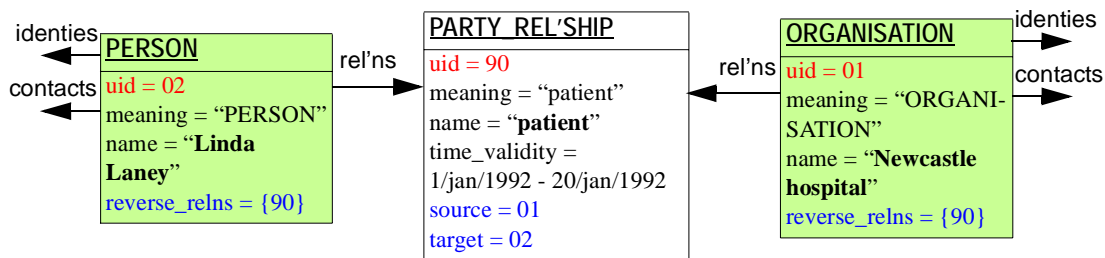 identies
contacts
PERSON
uid = 02
meaning = “PERSON”
name = “Linda
Laney”
reverse_relns = {90}
rel'ns
PARTY_REL'SHIP
uid = 90
meaning = “patient”
name = “patient”
time_validity =
1/jan/1992 - 20/jan/1992
source = 01
target = 02
rel'ns
ORGANISATION
uid = 01
meaning = “ORGANI-
SATION”
name = “Newcastle
hospital”
reverse_relns = {90}
identies
contacts